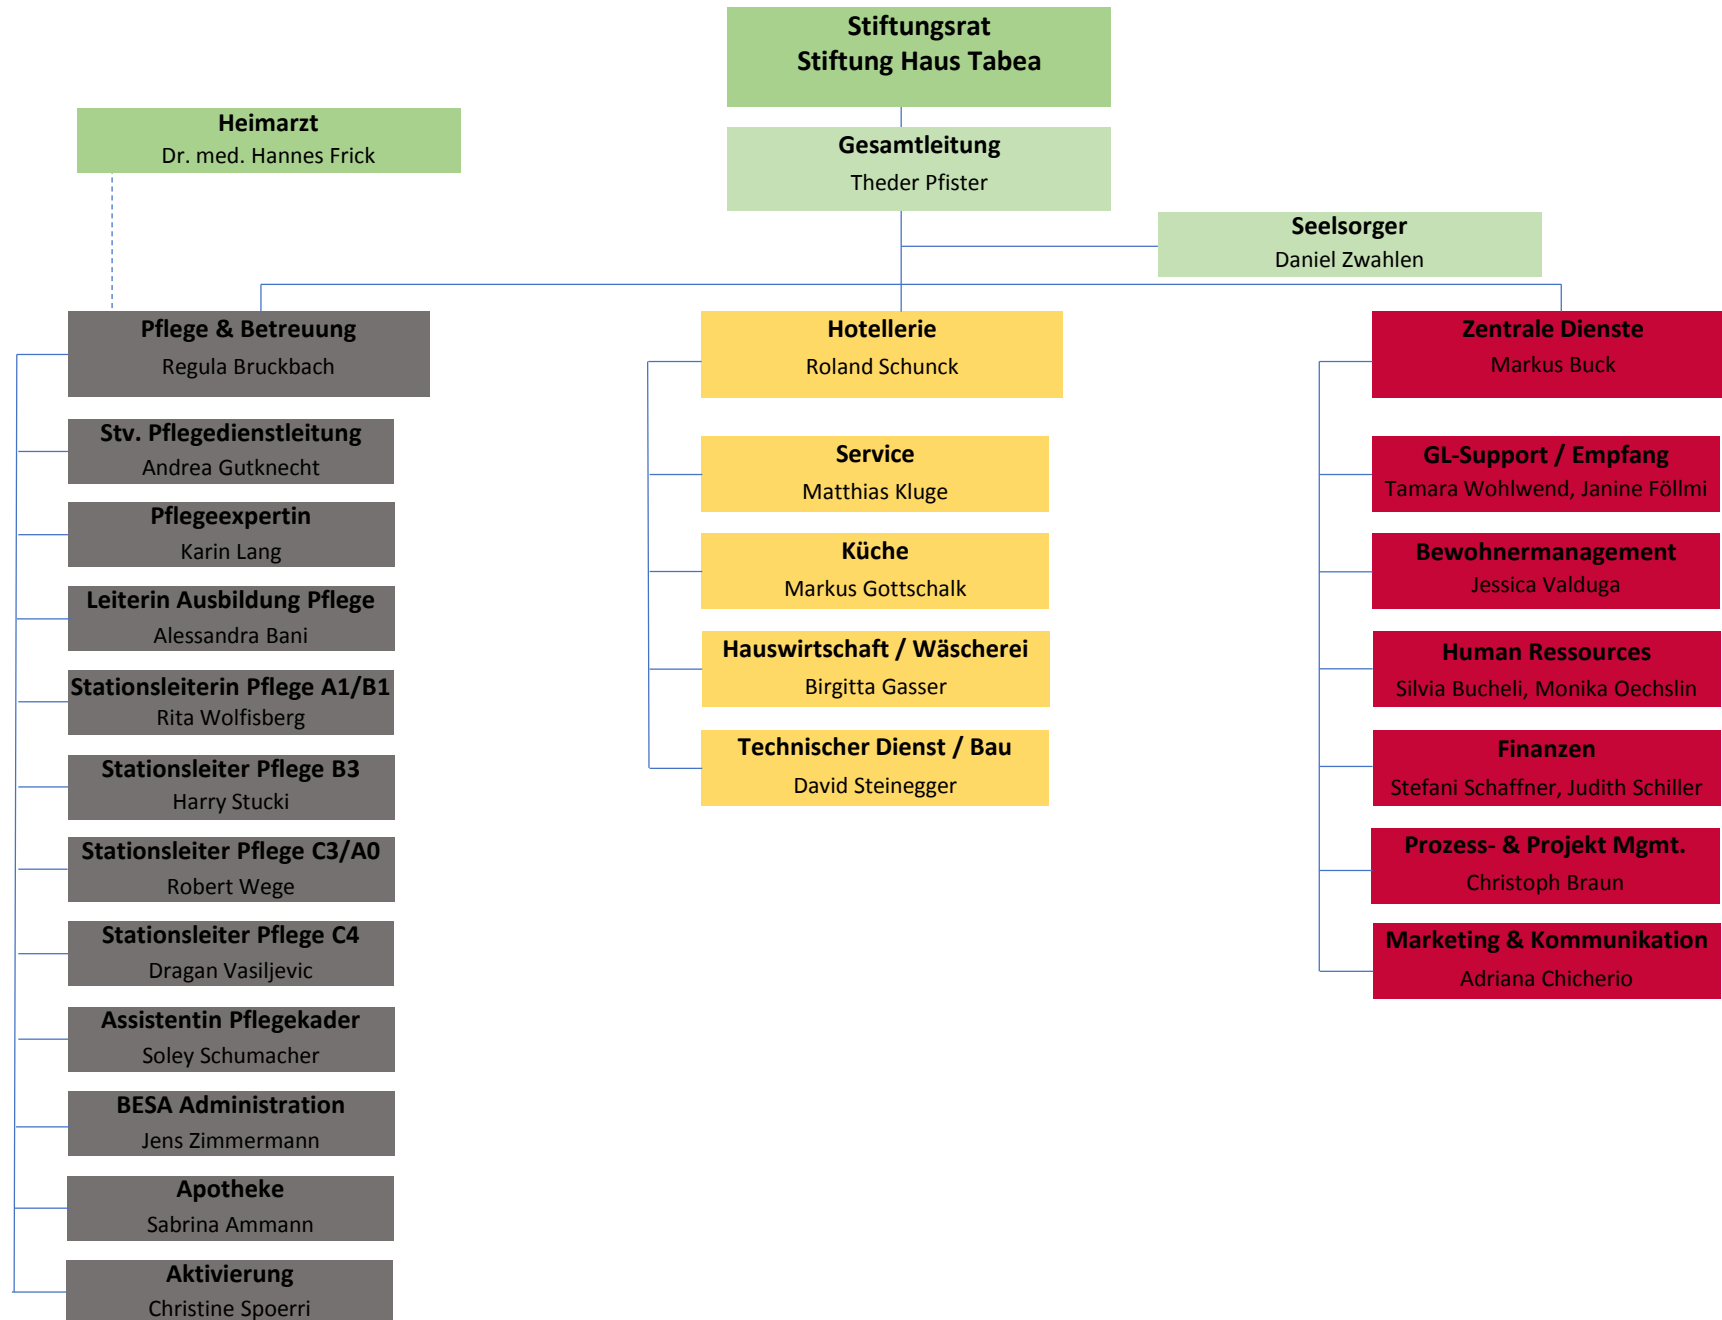 Stiftungsrat
Stiftung Haus Tabea
Heimarzt
Dr. med. Hannes Frick
Gesamtleitung
Theder Pfister
Seelsorger
Daniel Zwahlen
Pflege & Betreuung
Regula Bruckbach
Stv. Pflegedienstleitung
Andrea Gutknecht
Pflegeexpertin
Karin Lang
Leiterin Ausbildung Pflege
Alessandra Bani
Stationsleiterin Pflege A1/B1
Rita Wolfisberg
Stationsleiter Pflege B3
Harry Stucki
Stationsleiter Pflege C3/A0
Robert Wege
Stationsleiter Pflege C4
Dragan Vasiljevic
Assistentin Pflegekader
Soley Schumacher
BESA Administration
Jens Zimmermann
Apotheke
Sabrina Ammann
Aktivierung
Christine Spoerri
Hotellerie
Roland Schunck
Service
Matthias Kluge
Küche
Markus Gottschalk
Hauswirtschaft / Wäscherei
Birgitta Gasser
Technischer Dienst / Bau
David Steinegger
Zentrale Dienste
Markus Buck
GL-Support / Empfang
Tamara Wohlwend, Janine Föllmi
Bewohnermanagement
Jessica Valduga
Human Ressources
Silvia Bucheli, Monika Oechslin
Finanzen
Stefani Schaffner, Judith Schiller
Prozess- & Projekt Mgmt.
Christoph Braun
Marketing & Kommunikation
Adriana Chicherio